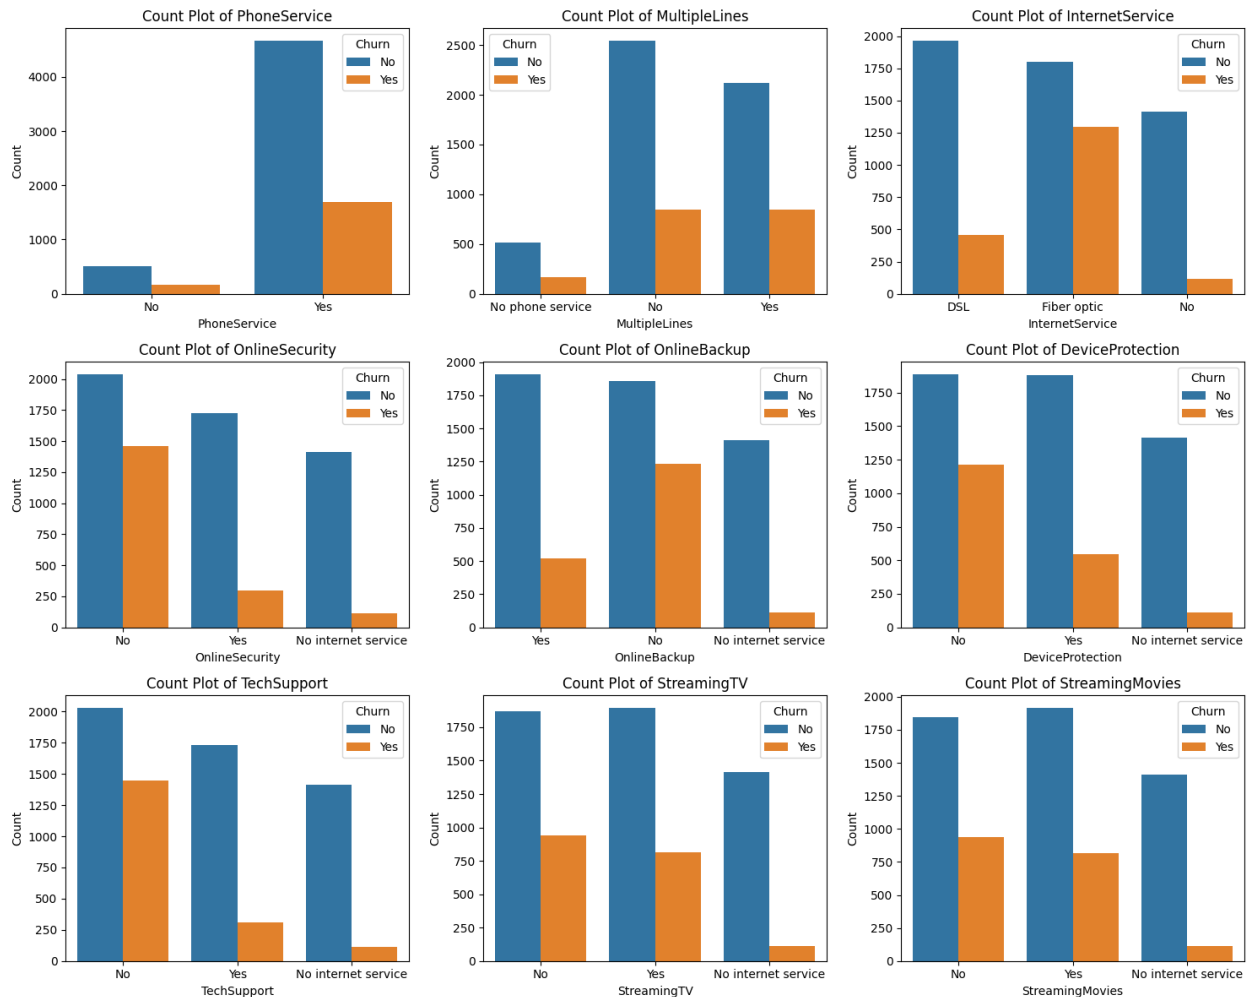 Count Plot of PhoneService
Churn
No
Yes
4000
3000
2000
1000
0
Count
No Yes
PhoneService
Count Plot of MultipleLines
Churn
No
Yes
2500
2000
1500
1000
500
0
Count
No phone service No Yes
MultipleLines
Count Plot of InternetService
Churn
No
Yes
2000
1750
1500
1250
1000
750
500
250
0
Count
DSL Fiber optic No
InternetService
Count Plot of OnlineSecurity
Churn
No
Yes
2000
1750
1500
1250
1000
750
500
250
0
Count
No Yes No internet service
OnlineSecurity
Count Plot of OnlineBackup
Churn
No
Yes
2000
1750
1500
1250
1000
750
500
250
0
Count
Yes No No internet service
OnlineBackup
Count Plot of DeviceProtection
Churn
No
Yes
1750
1500
1250
1000
750
500
250
0
Count
No Yes No internet service
DeviceProtection
Count Plot of TechSupport
Churn
No
Yes
2000
1750
1500
1250
1000
750
500
250
0
Count
No Yes No internet service
TechSupport
Count Plot of StreamingTV
Churn
No
Yes
1750
1500
1250
1000
750
500
250
0
Count
No Yes No internet service
StreamingTV
Count Plot of StreamingMovies
Churn
No
Yes
2000
1750
1500
1250
1000
750
500
250
0
Count
No Yes No internet service
StreamingMovies